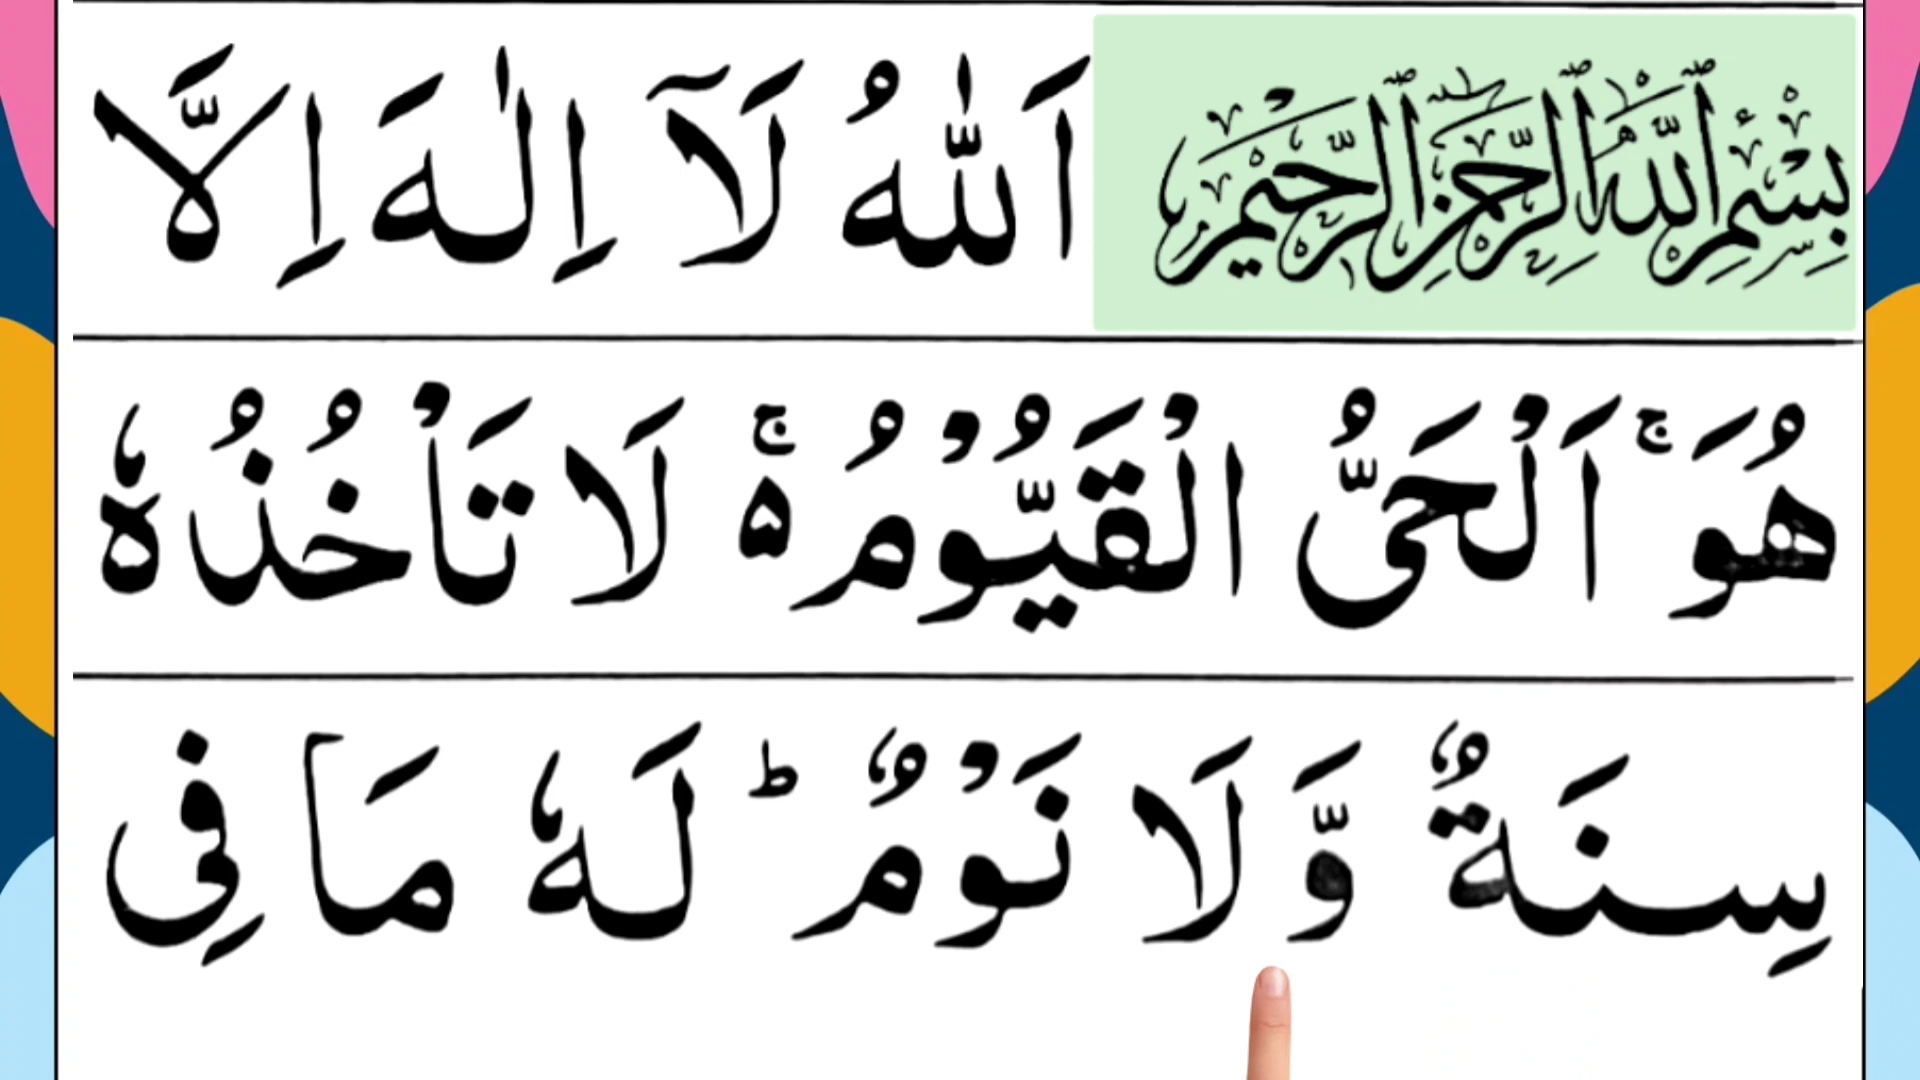 بِسْمِ اللّٰهِ الرَّحْمٰنِ الرَّحِيْمِ اَللّٰهُ لَاۤ اِلٰهَ اِلَّا
هُوَ ۚ اَلْحَیُّ الْقَيُّوْمُ ۬ۚ لَا تَاْخُذُهٗ
سِنَةٌ وَّلَا نَوْمٌ ؕ لَهٗ مَا فِی